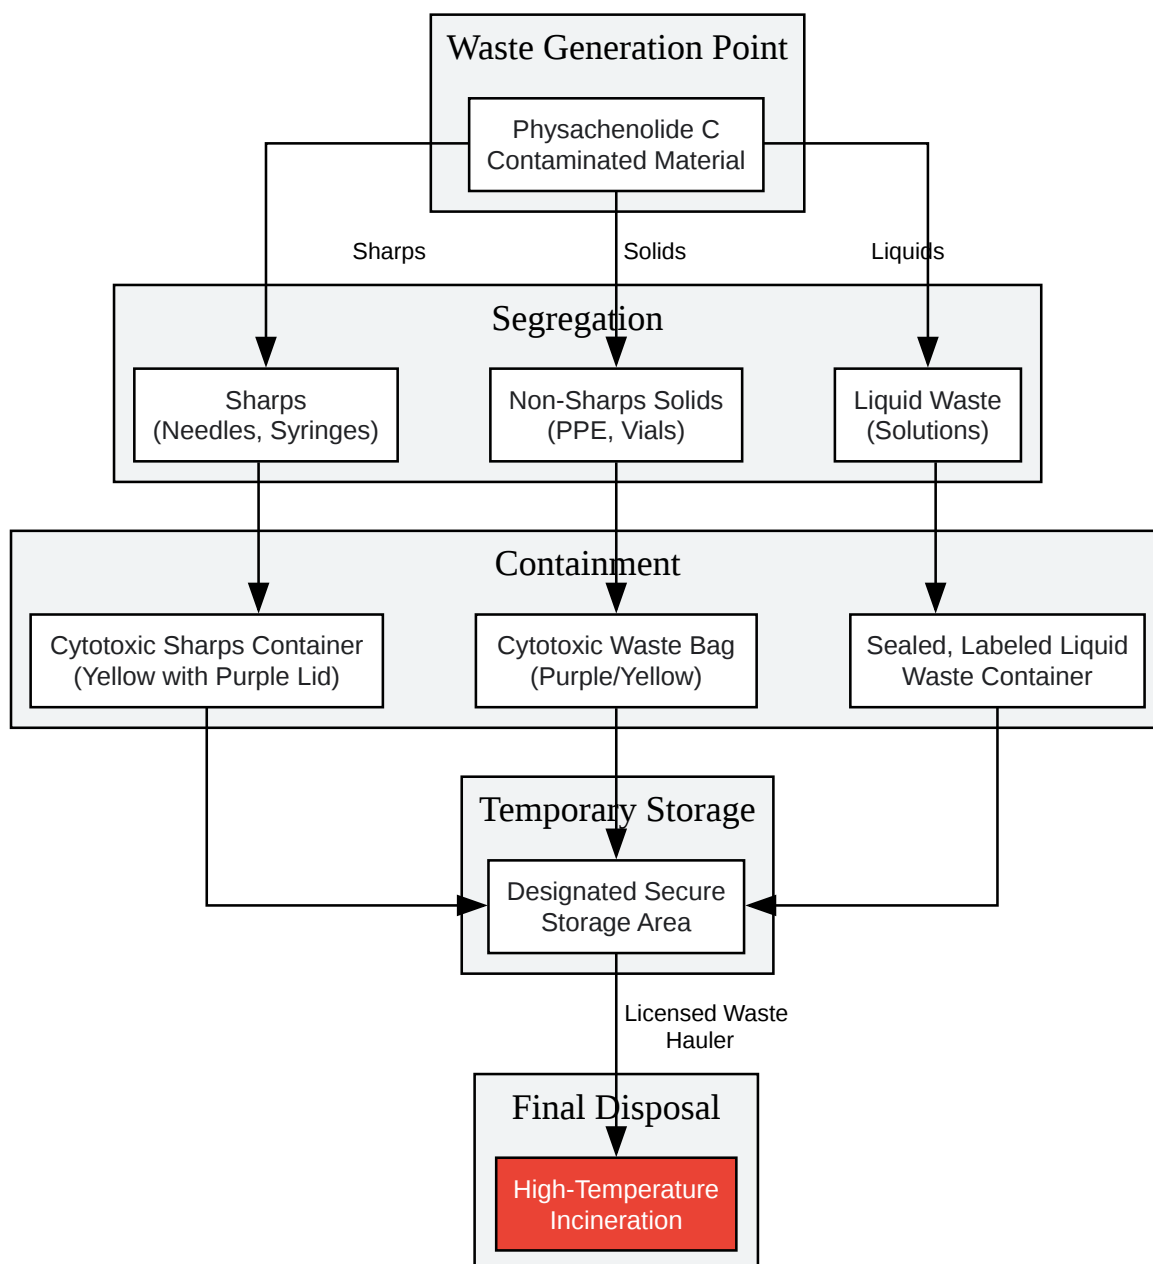 Waste Generation Point
Physachenolide C
Contaminated Material
Sharps
Solids
Liquids
Segregation
Sharps
(Needles, Syringes)
Non-Sharps Solids
(PPE, Vials)
Liquid Waste
(Solutions)
Containment
Cytotoxic Sharps Container
(Yellow with Purple Lid)
Cytotoxic Waste Bag
(Purple/Yellow)
Sealed, Labeled Liquid
Waste Container
Temporary Storage
Designated Secure
Storage Area
Licensed Waste
Hauler
Final Disposal
High-Temperature
Incineration